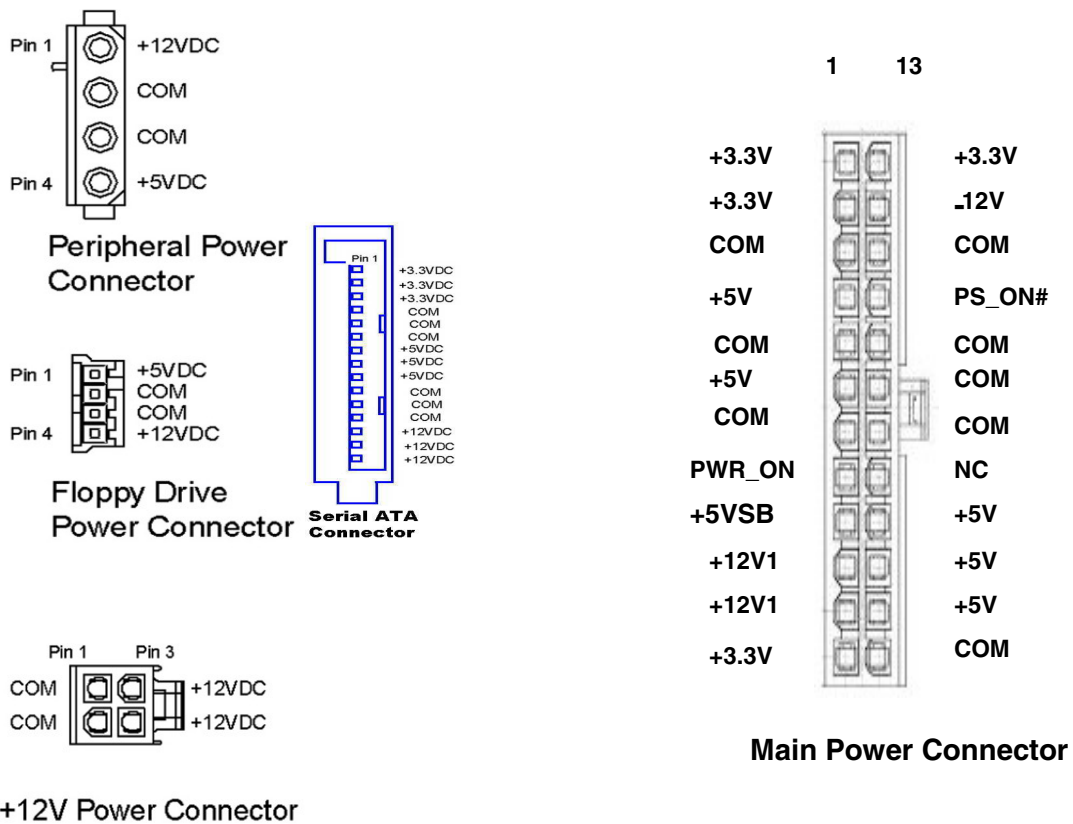 Pin 1 +12VDC
COM
COM
Pin 4 +5VDC
Peripheral Power
Connector
Pin 1 +5VDC
COM
COM
Pin 4 +12VDC
Floppy Drive
Power Connector
Pin 1
+3.3VDC
+3.3VDC
+3.3VDC
COM
COM
COM
+5VDC
+5VDC
+5VDC
COM
COM
COM
+12VDC
+12VDC
+12VDC
Serial ATA
Connector
Pin 1 Pin 3
COM +12VDC
COM +12VDC
+12V Power Connector
1 13
+3.3V +3.3V
+3.3V -12V
COM COM
+5V PS_ON#
COM COM
+5V COM
COM COM
PWR_ON NC
+5VSB +5V
+12V1 +5V
+12V1 +5V
+3.3V COM
Main Power Connector